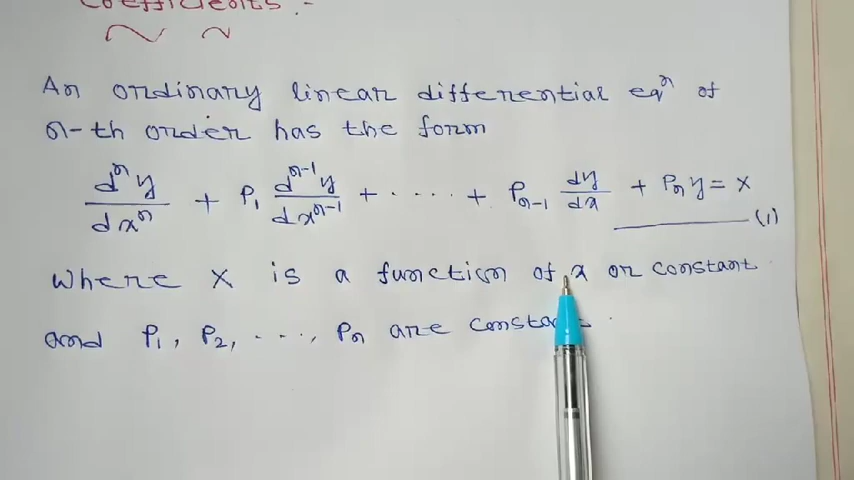 Coefficients :-
An ordinary linear differential eqⁿ of
n-th order has the form
dⁿy/dxⁿ + P₁ dⁿ⁻¹y/dxⁿ⁻¹ + ..... + Pₙ₋₁ dy/dx + Pₙy = X ——— (1)
where X is a function of x or constant
and P₁, P₂, ...., Pₙ are